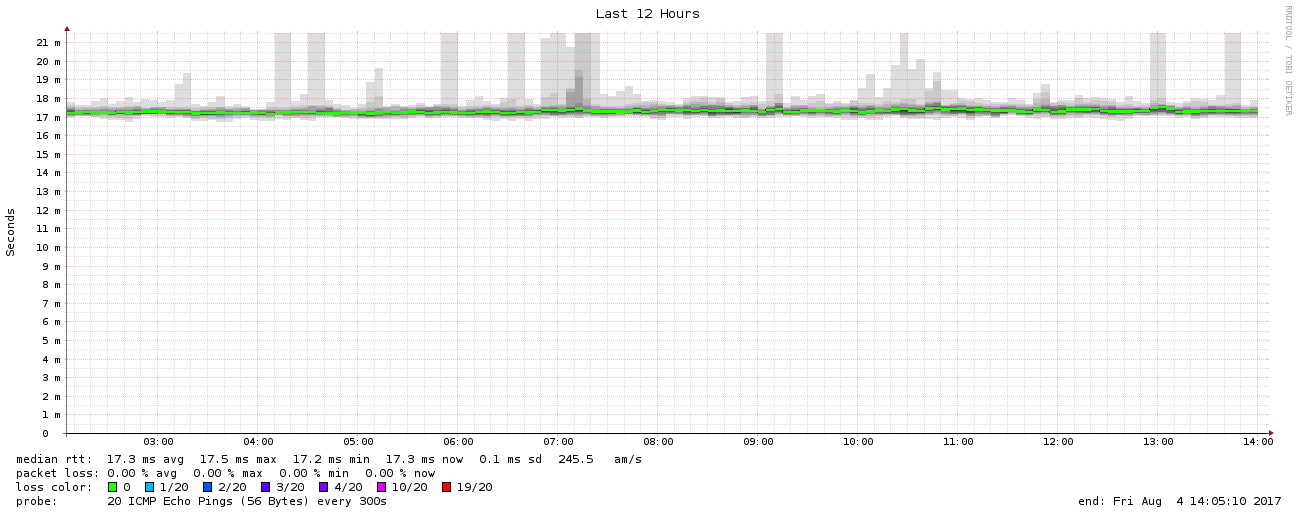 Last 12 Hours
RRDTOOL / TOBI OETIKER
Seconds
21 m
20 m
19 m
18 m
17 m
16 m
15 m
14 m
13 m
12 m
11 m
10 m
9 m
8 m
7 m
6 m
5 m
4 m
3 m
2 m
1 m
0
03:00 04:00 05:00 06:00 07:00 08:00 09:00 10:00 11:00 12:00 13:00 14:00
median rtt: 17.3 ms avg 17.5 ms max 17.2 ms min 17.3 ms now 0.1 ms sd 245.5 am/s
packet loss: 0.00 % avg 0.00 % max 0.00 % min 0.00 % now
loss color: 0 1/20 2/20 3/20 4/20 10/20 19/20
probe: 20 ICMP Echo Pings (56 Bytes) every 300s end: Fri Aug 4 14:05:10 2017